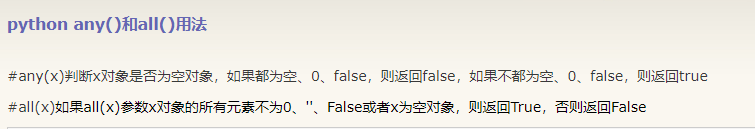 python any()和all()用法
#any(x)判断x对象是否为空对象，如果都为空、0、false，则返回false，如果不都为空、0、false，则返回true
#all(x)如果all(x)参数x对象的所有元素不为0、''、False或者x为空对象，则返回True，否则返回False